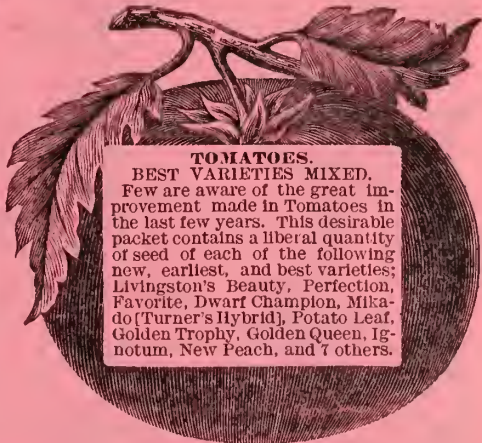 TOMATOES.
BEST VARIETIES MIXED.
Few are aware of the great im-
provement made in Tomatoes in
the last few years. This desirable
packet contains a liberal quantity
of seed of each of the following
new, earliest, and best varieties;
Livingston's Beauty, Perfection,
Favorite, Dwarf Champion, Mika-
do [Turner's Hybrid], Potato Leaf,
Golden Trophy, Golden Queen, Ig-
notum, New Peach, and 7 others.